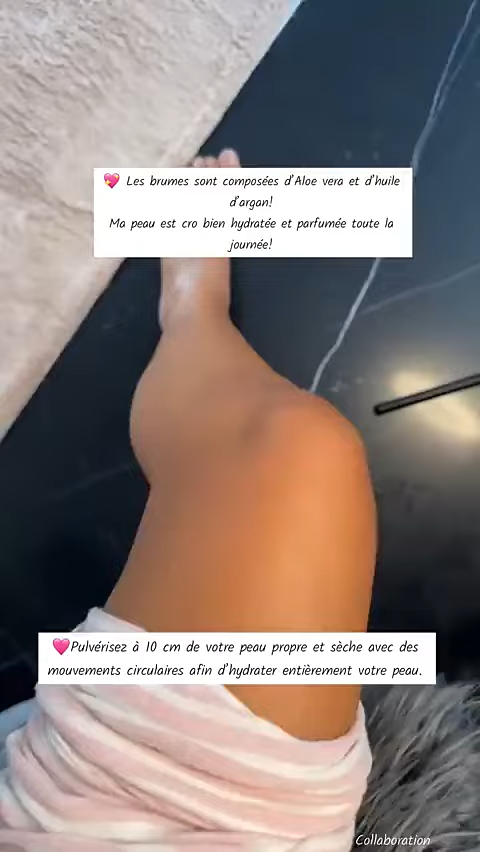 💖 Les brumes sont composées d'Aloe vera et d'huile
d'argan!
Ma peau est cro bien hydratée et parfumée toute la
journée!
🩷Pulvérisez à 10 cm de votre peau propre et sèche avec des
mouvements circulaires afin d'hydrater entièrement votre peau.
Collaboration